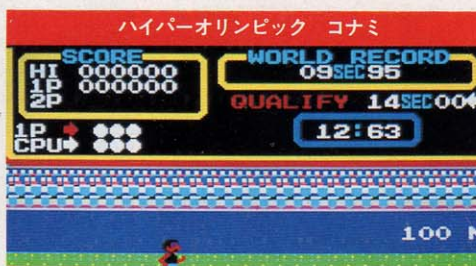 ハイパーオリンピック コナミ
SCORE
HI 000000
1P 000000
2P
WORLD RECORD
09SEC95
QUALIFY 14SEC00
1P
CPU
12:63
100 M